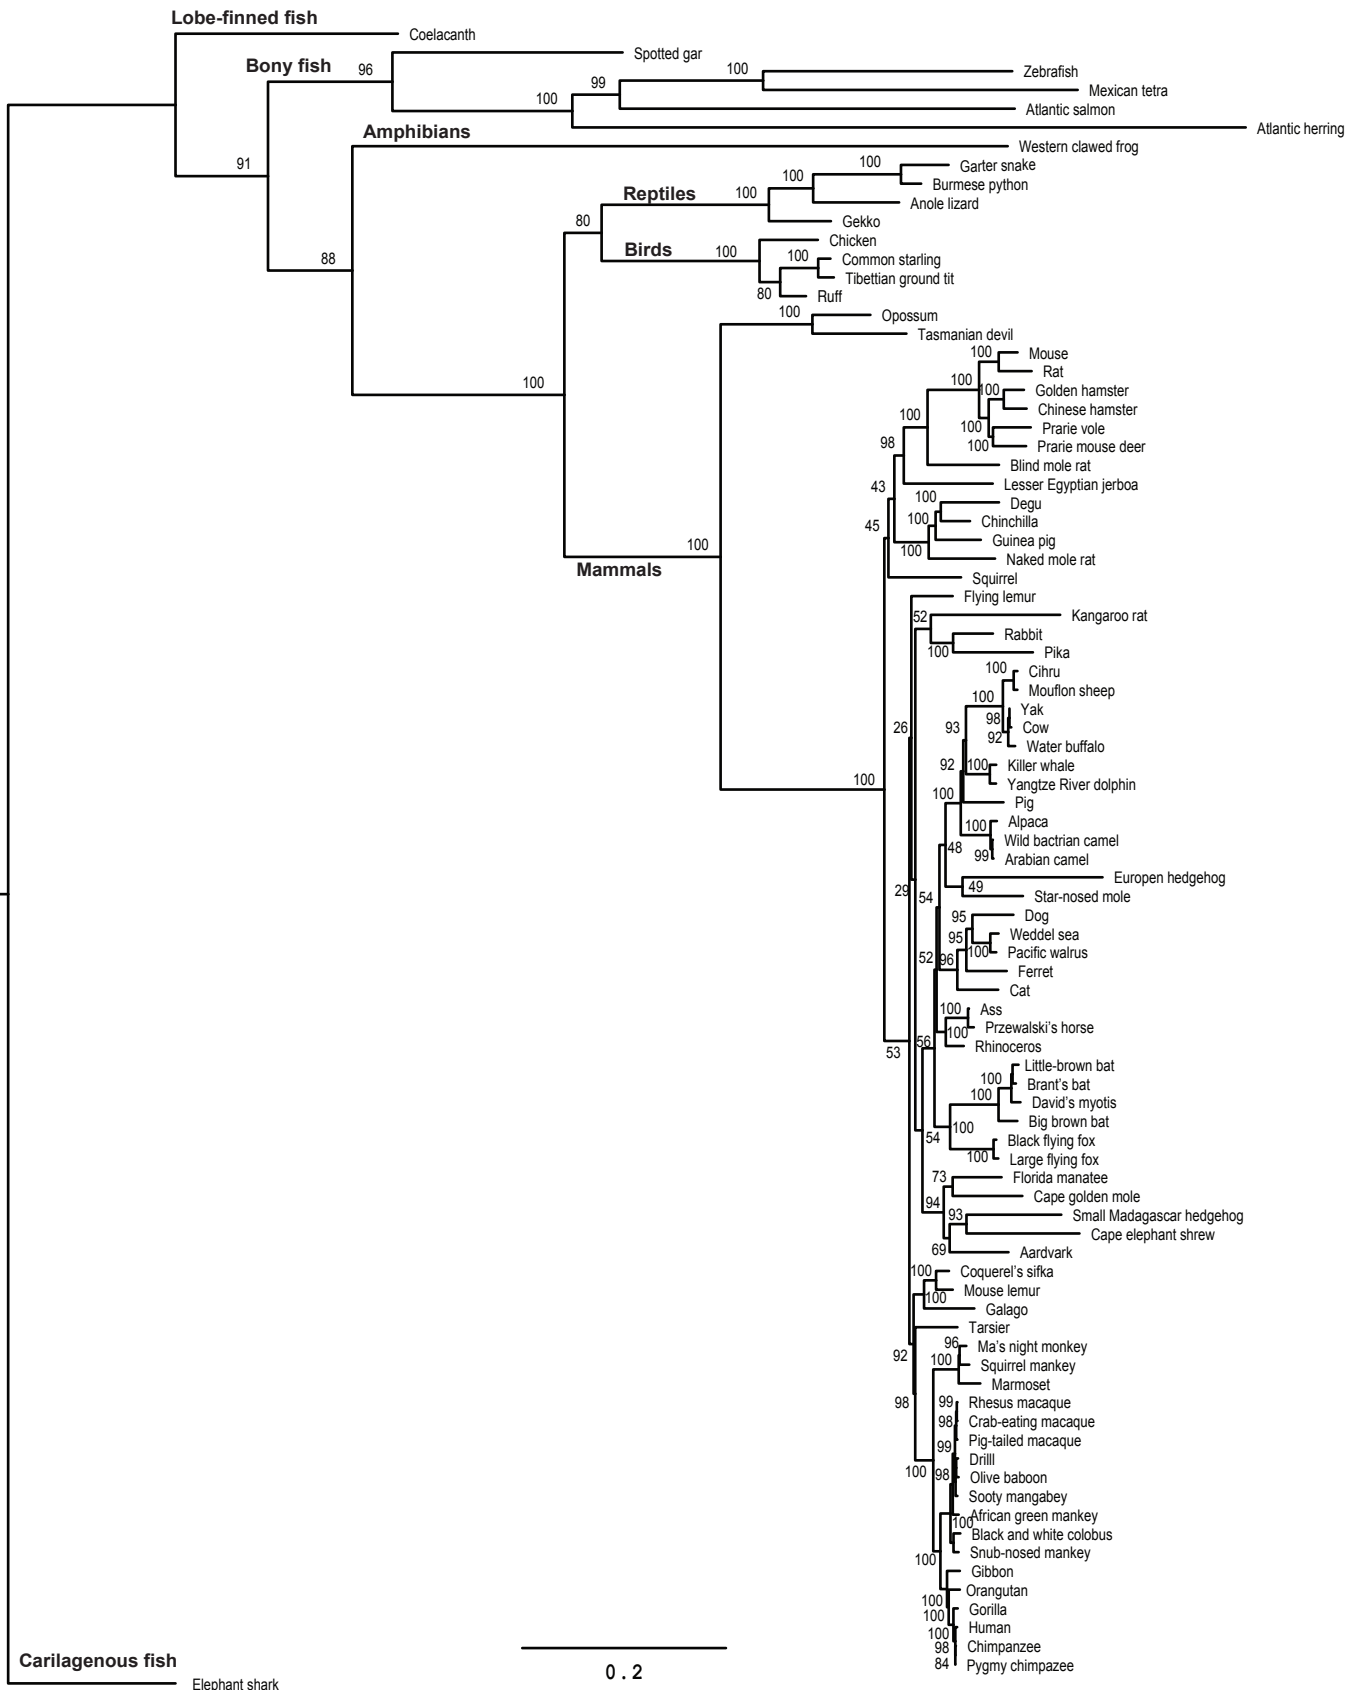 Lobe-finned fish
Coelacanth
Spotted gar
Bony fish
96
100
Zebrafish
99
Mexican tetra
100
Atlantic salmon
Atlantic herring
Amphibians
Western clawed frog
91
100
Garter snake
100
Burmese python
Reptiles
100
Anole lizard
80
Gekko
Chicken
Birds
100
100
Common starling
88
Tibettian ground tit
80
Ruff
100
Opossum
Tasmanian devil
100
Mouse
Rat
100
100
100
Golden hamster
Chinese hamster
100
Prarie vole
98
100
Prarie mouse deer
Blind mole rat
43
Lesser Egyptian jerboa
100
Degu
45
100
Chinchilla
Guinea pig
100
100
Naked mole rat
Mammals
Squirrel
Flying lemur
52
Kangaroo rat
Rabbit
100
Pika
100
Cihru
100
Mouflon sheep
Yak
26
93
98
Cow
92
Water buffalo
92
100
Killer whale
100
Yangtze River dolphin
100
Pig
100
Alpaca
48
Wild bactrian camel
99
Arabian camel
Europen hedgehog
29
54
49
Star-nosed mole
95
Dog
95
Weddel sea
100
Pacific walrus
52
96
Ferret
Cat
100
Ass
100
Przewalski's horse
53
56
Rhinoceros
Little-brown bat
100
Brant's bat
100
David's myotis
Big brown bat
100
54
Black flying fox
100
Large flying fox
73
Florida manatee
94
Cape golden mole
93
Small Madagascar hedgehog
Cape elephant shrew
69
Aardvark
100
Coquerel's sifka
100
Mouse lemur
Galago
Tarsier
92
96
Ma's night monkey
100
Squirrel mankey
Marmoset
98
99
Rhesus macaque
98
Crab-eating macaque
99
Pig-tailed macaque
Drilll
100
98
Olive baboon
Sooty mangabey
100
African green mankey
Black and white colobus
100
Snub-nosed mankey
Gibbon
100
Orangutan
100
Gorilla
100
Human
98
Chimpanzee
84
Pygmy chimpazee
Carilagenous fish
Elephant shark
0.2